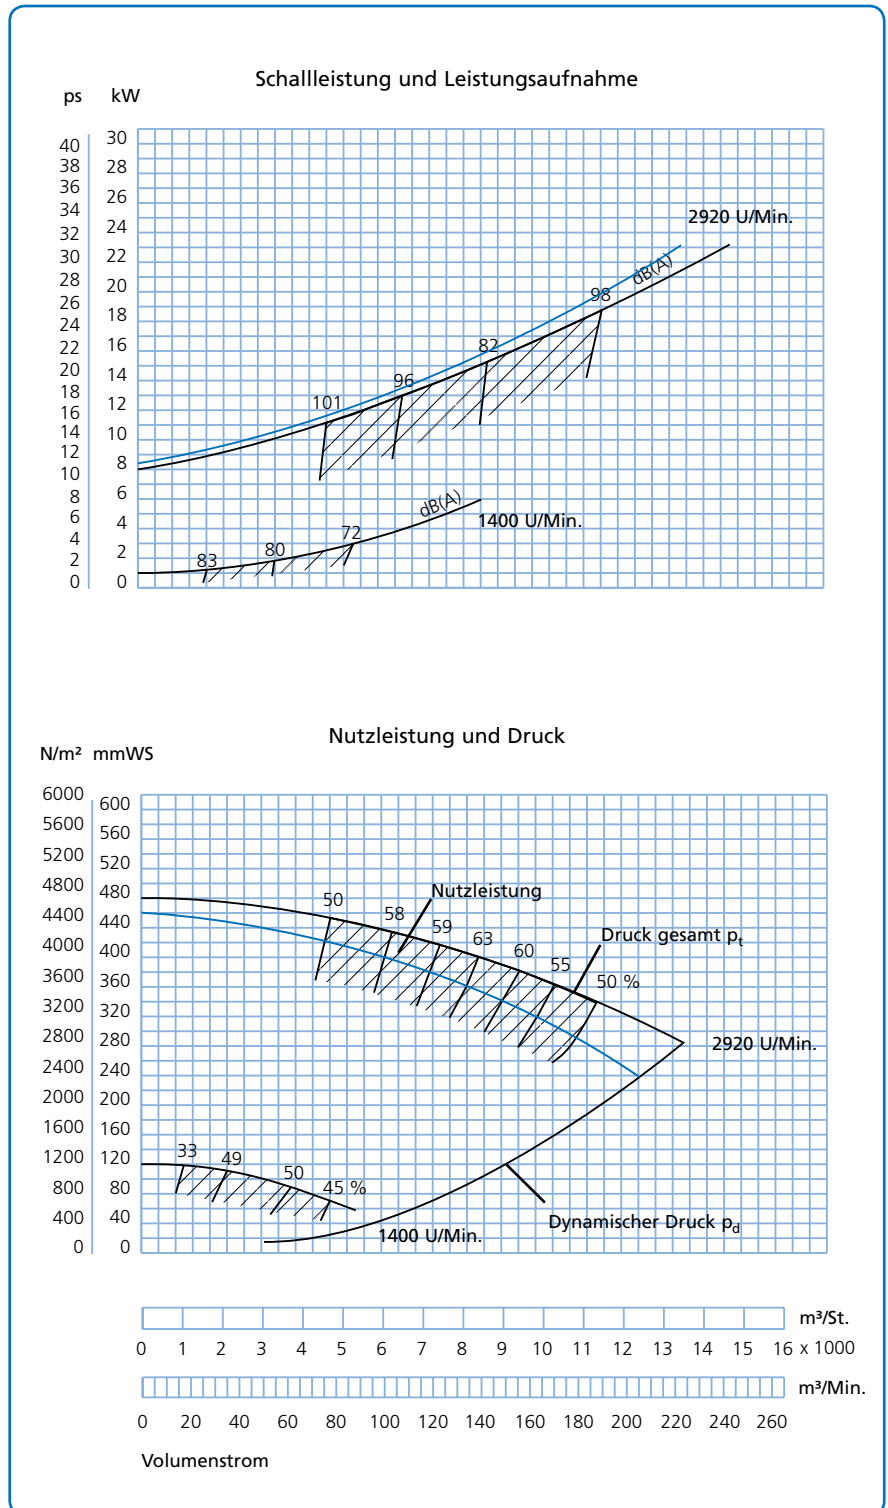 Schallleistung und Leistungsaufnahme
ps kW
40 30
38 28
36 26
34 24
32 22
30 20
28 18
26 16
24 14
22 12
20 10
18 8
16 6
14 4
12 2
10 0
8
6
4
2
0
2920 U/Min.
dB(A)
98
82
96
101
dB(A)
1400 U/Min.
72
80
83
Nutzleistung und Druck
N/m² mmWS
6000 600
5600 560
5200 520
4800 480
4400 440
4000 400
3600 360
3200 320
2800 280
2400 240
2000 200
1600 160
1200 120
800 80
400 40
0 0
Nutzleistung
50 58 59 63 60 55 50 %
Druck gesamt pt
2920 U/Min.
33 49 50 45 %
1400 U/Min.
Dynamischer Druck pd
m³/St.
0 1 2 3 4 5 6 7 8 9 10 11 12 13 14 15 16 x 1000
m³/Min.
0 20 40 60 80 100 120 140 160 180 200 220 240 260
Volumenstrom